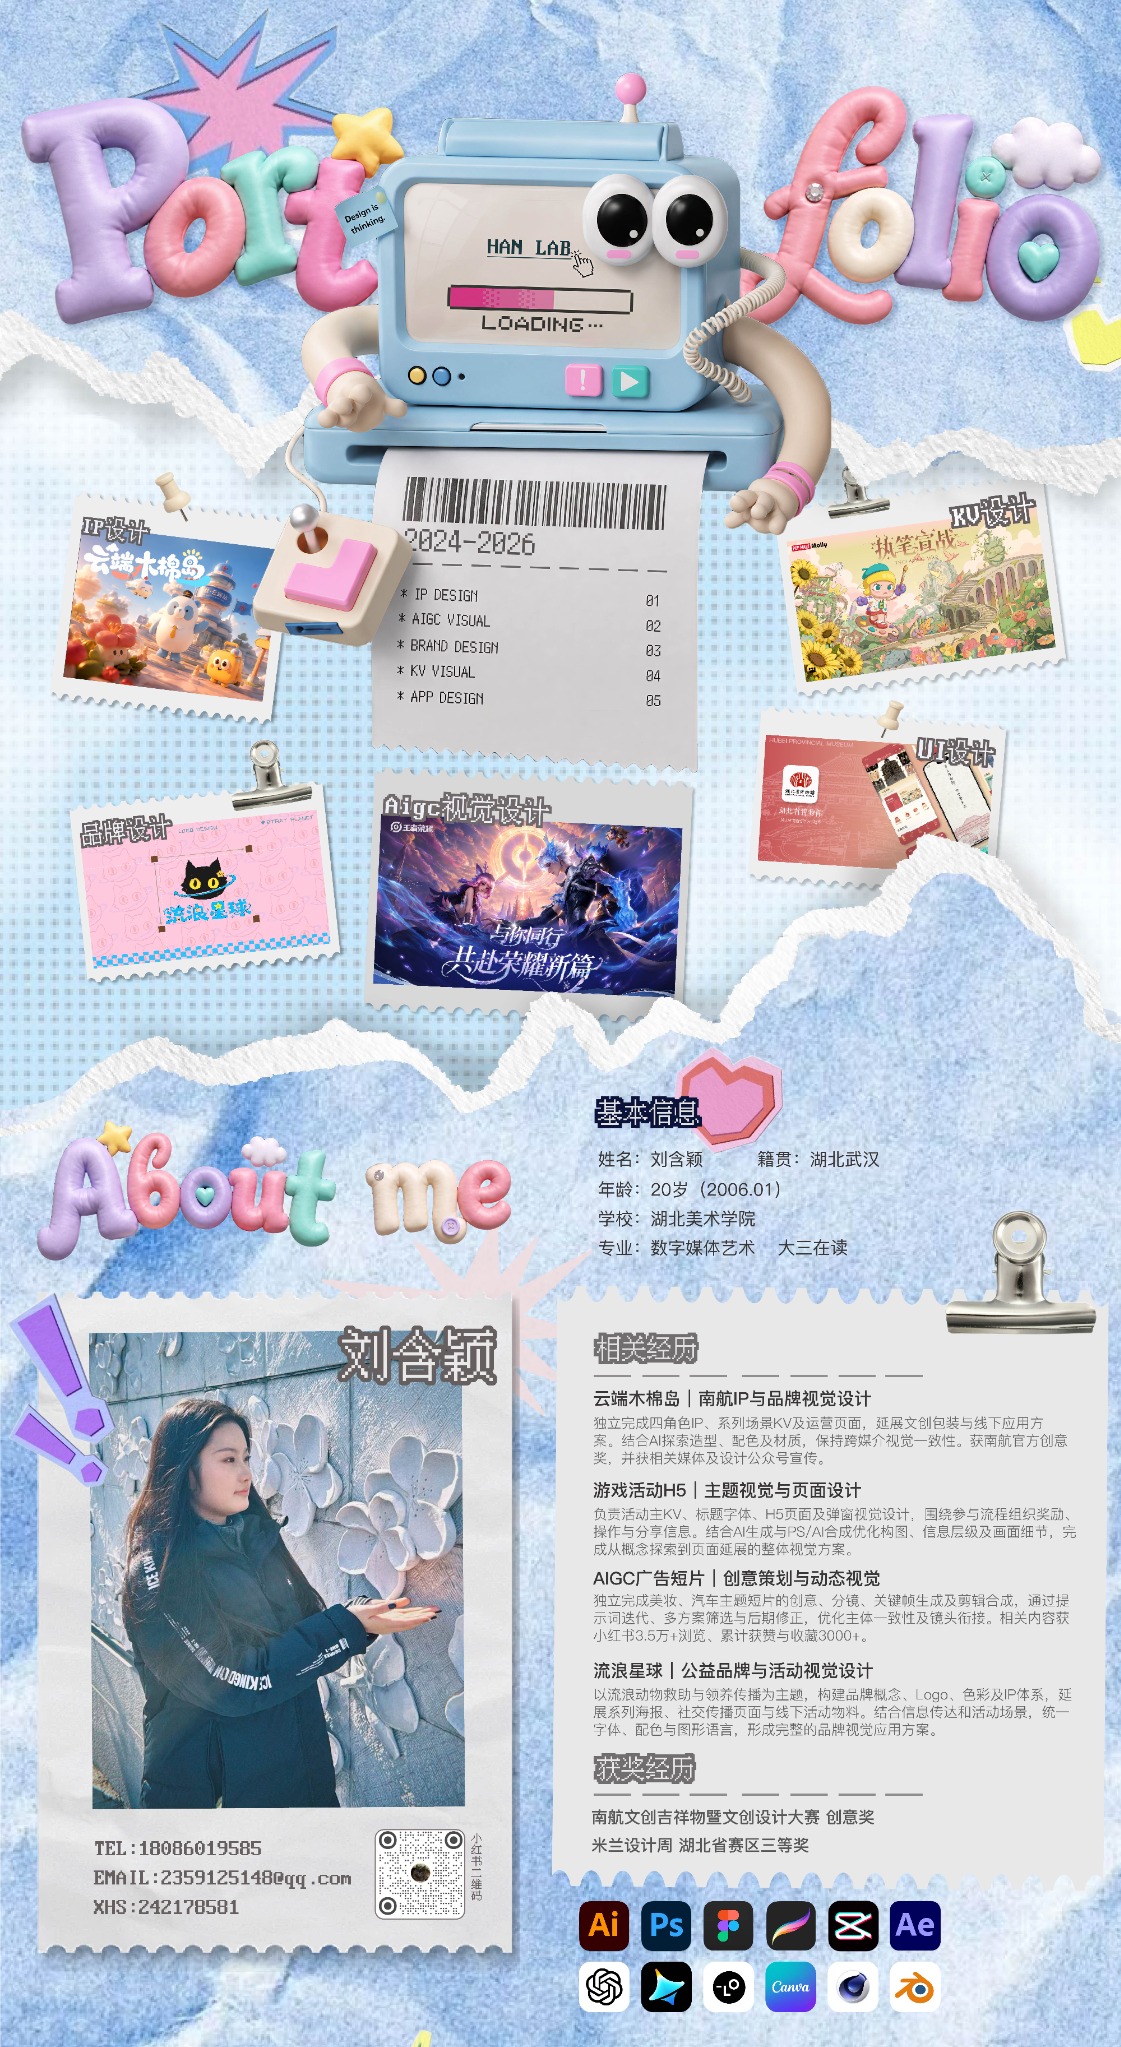 Portfolio
Design is
thinking.
HAN LAB
LOADING...
2024-2026
* IP DESIGN 01
* AIGC VISUAL 02
* BRAND DESIGN 03
* KV VISUAL 04
* APP DESIGN 05
IP设计
云端木棉岛
KV设计
Molly
执笔宣战
UI设计
HUBEI PROVINCIAL MUSEUM
品牌设计
LOGO DESIGN
STRAY PLANET
流浪星球
Aigc视觉设计
王者荣耀
与你同行
共赴荣耀新篇
About me
基本信息
姓名：刘含颖 籍贯：湖北武汉
年龄：20岁（2006.01）
学校：湖北美术学院
专业：数字媒体艺术 大三在读
刘含颖
ICE KINGDOM
TEL:18086019585
EMAIL:2359125148@qq.com
XHS:242178581
小红书二维码
相关经历
云端木棉岛｜南航IP与品牌视觉设计
独立完成四角色IP、系列场景KV及运营页面，延展文创包装与线下应用方
案。结合AI探索造型、配色及材质，保持跨媒介视觉一致性。获南航官方创意
奖，并获相关媒体及设计公众号宣传。
游戏活动H5｜主题视觉与页面设计
负责活动主KV、标题字体、H5页面及弹窗视觉设计，围绕参与流程组织奖励、
操作与分享信息。结合AI生成与PS/AI合成优化构图、信息层级及画面细节，完
成从概念探索到页面延展的整体视觉方案。
AIGC广告短片｜创意策划与动态视觉
独立完成美妆、汽车主题短片的创意、分镜、关键帧生成及剪辑合成，通过提
示词迭代、多方案筛选与后期修正，优化主体一致性及镜头衔接。相关内容获
小红书3.5万+浏览、累计获赞与收藏3000+。
流浪星球｜公益品牌与活动视觉设计
以流浪动物救助与领养传播为主题，构建品牌概念、Logo、色彩及IP体系，延
展系列海报、社交传播页面与线下活动物料。结合信息传达和活动场景，统一
字体、配色与图形语言，形成完整的品牌视觉应用方案。
获奖经历
南航文创吉祥物暨文创设计大赛 创意奖
米兰设计周 湖北省赛区三等奖
Ai Ps Ae
Canva